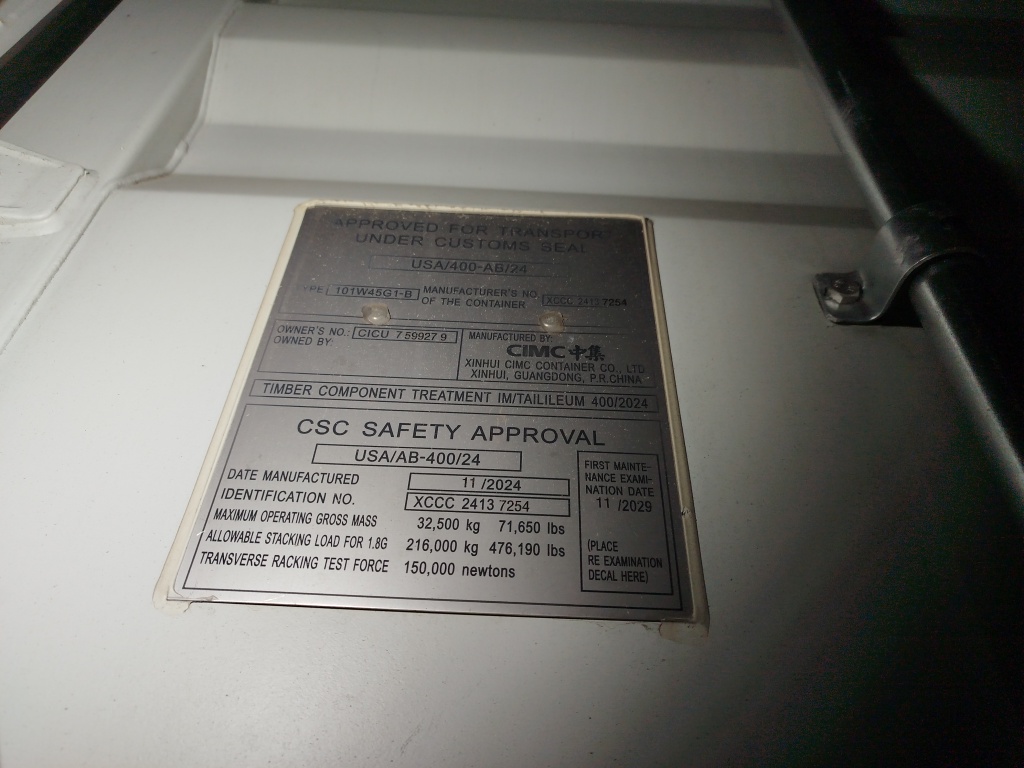 APPROVED FOR TRANSPORT
UNDER CUSTOMS SEAL
USA/400-AB/24
TYPE: 101W45G1-B MANUFACTURER'S NO.
OF THE CONTAINER XCCC 2413 7254
OWNER'S NO.: CICU 7 59927 9
OWNED BY:
MANUFACTURED BY:
CIMC 中集
XINHUI CIMC CONTAINER CO., LTD
XINHUI, GUANGDONG, P.R.CHINA
TIMBER COMPONENT TREATMENT IM/TAILILEUM 400/2024
CSC SAFETY APPROVAL
USA/AB-400/24
DATE MANUFACTURED 11 /2024
IDENTIFICATION NO. XCCC 2413 7254
MAXIMUM OPERATING GROSS MASS 32,500 kg 71,650 lbs
ALLOWABLE STACKING LOAD FOR 1.8G 216,000 kg 476,190 lbs
TRANSVERSE RACKING TEST FORCE 150,000 newtons
FIRST MAINTE-
NANCE EXAMI-
NATION DATE
11 /2029
(PLACE
RE EXAMINATION
DECAL HERE)